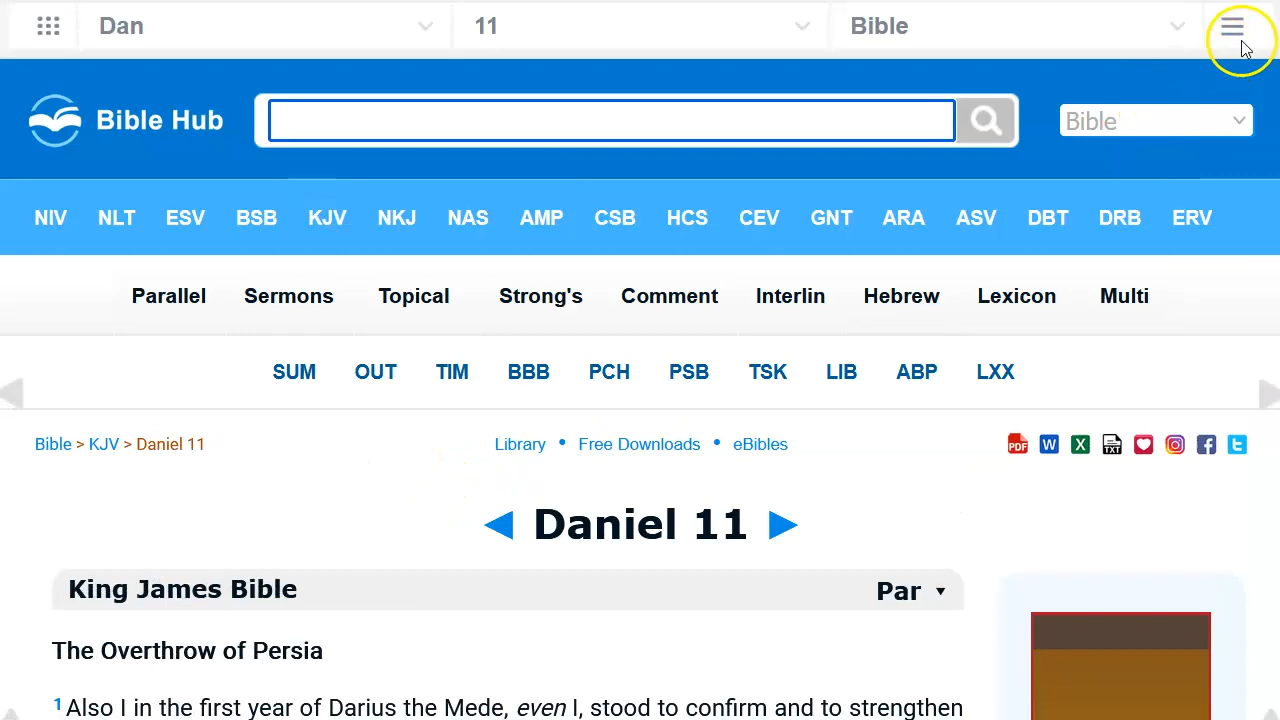 Dan 11 Bible
Bible Hub Bible
NIV NLT ESV BSB KJV NKJ NAS AMP CSB HCS CEV GNT ARA ASV DBT DRB ERV
Parallel Sermons Topical Strong's Comment Interlin Hebrew Lexicon Multi
SUM OUT TIM BBB PCH PSB TSK LIB ABP LXX
Bible > KJV > Daniel 11 Library • Free Downloads • eBibles PDF W X TXT
◄ Daniel 11 ►
King James Bible Par ▼
The Overthrow of Persia
1 Also I in the first year of Darius the Mede, even I, stood to confirm and to strengthen